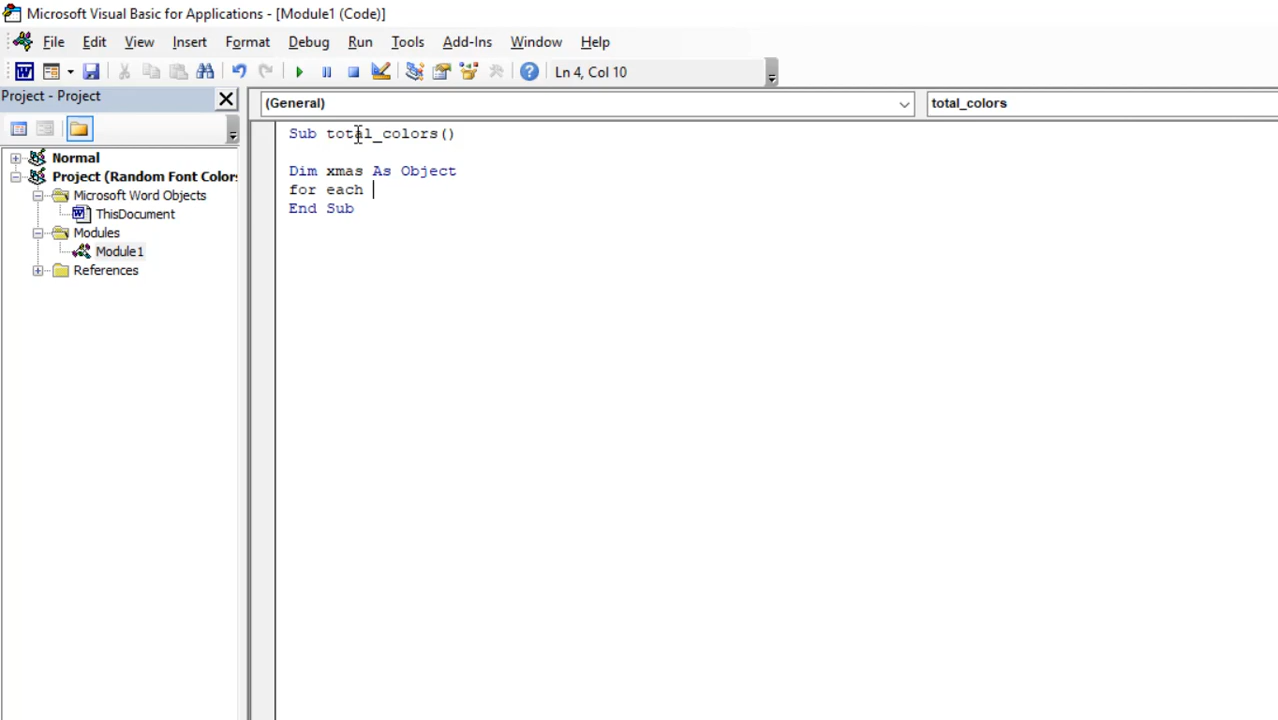 Microsoft Visual Basic for Applications - [Module1 (Code)]
File Edit View Insert Format Debug Run Tools Add-Ins Window Help
Ln 4, Col 10
Project - Project
(General)
total_colors
Normal
Project (Random Font Colors
Microsoft Word Objects
ThisDocument
Modules
Module1
References
Sub total_colors()
Dim xmas As Object
for each
End Sub